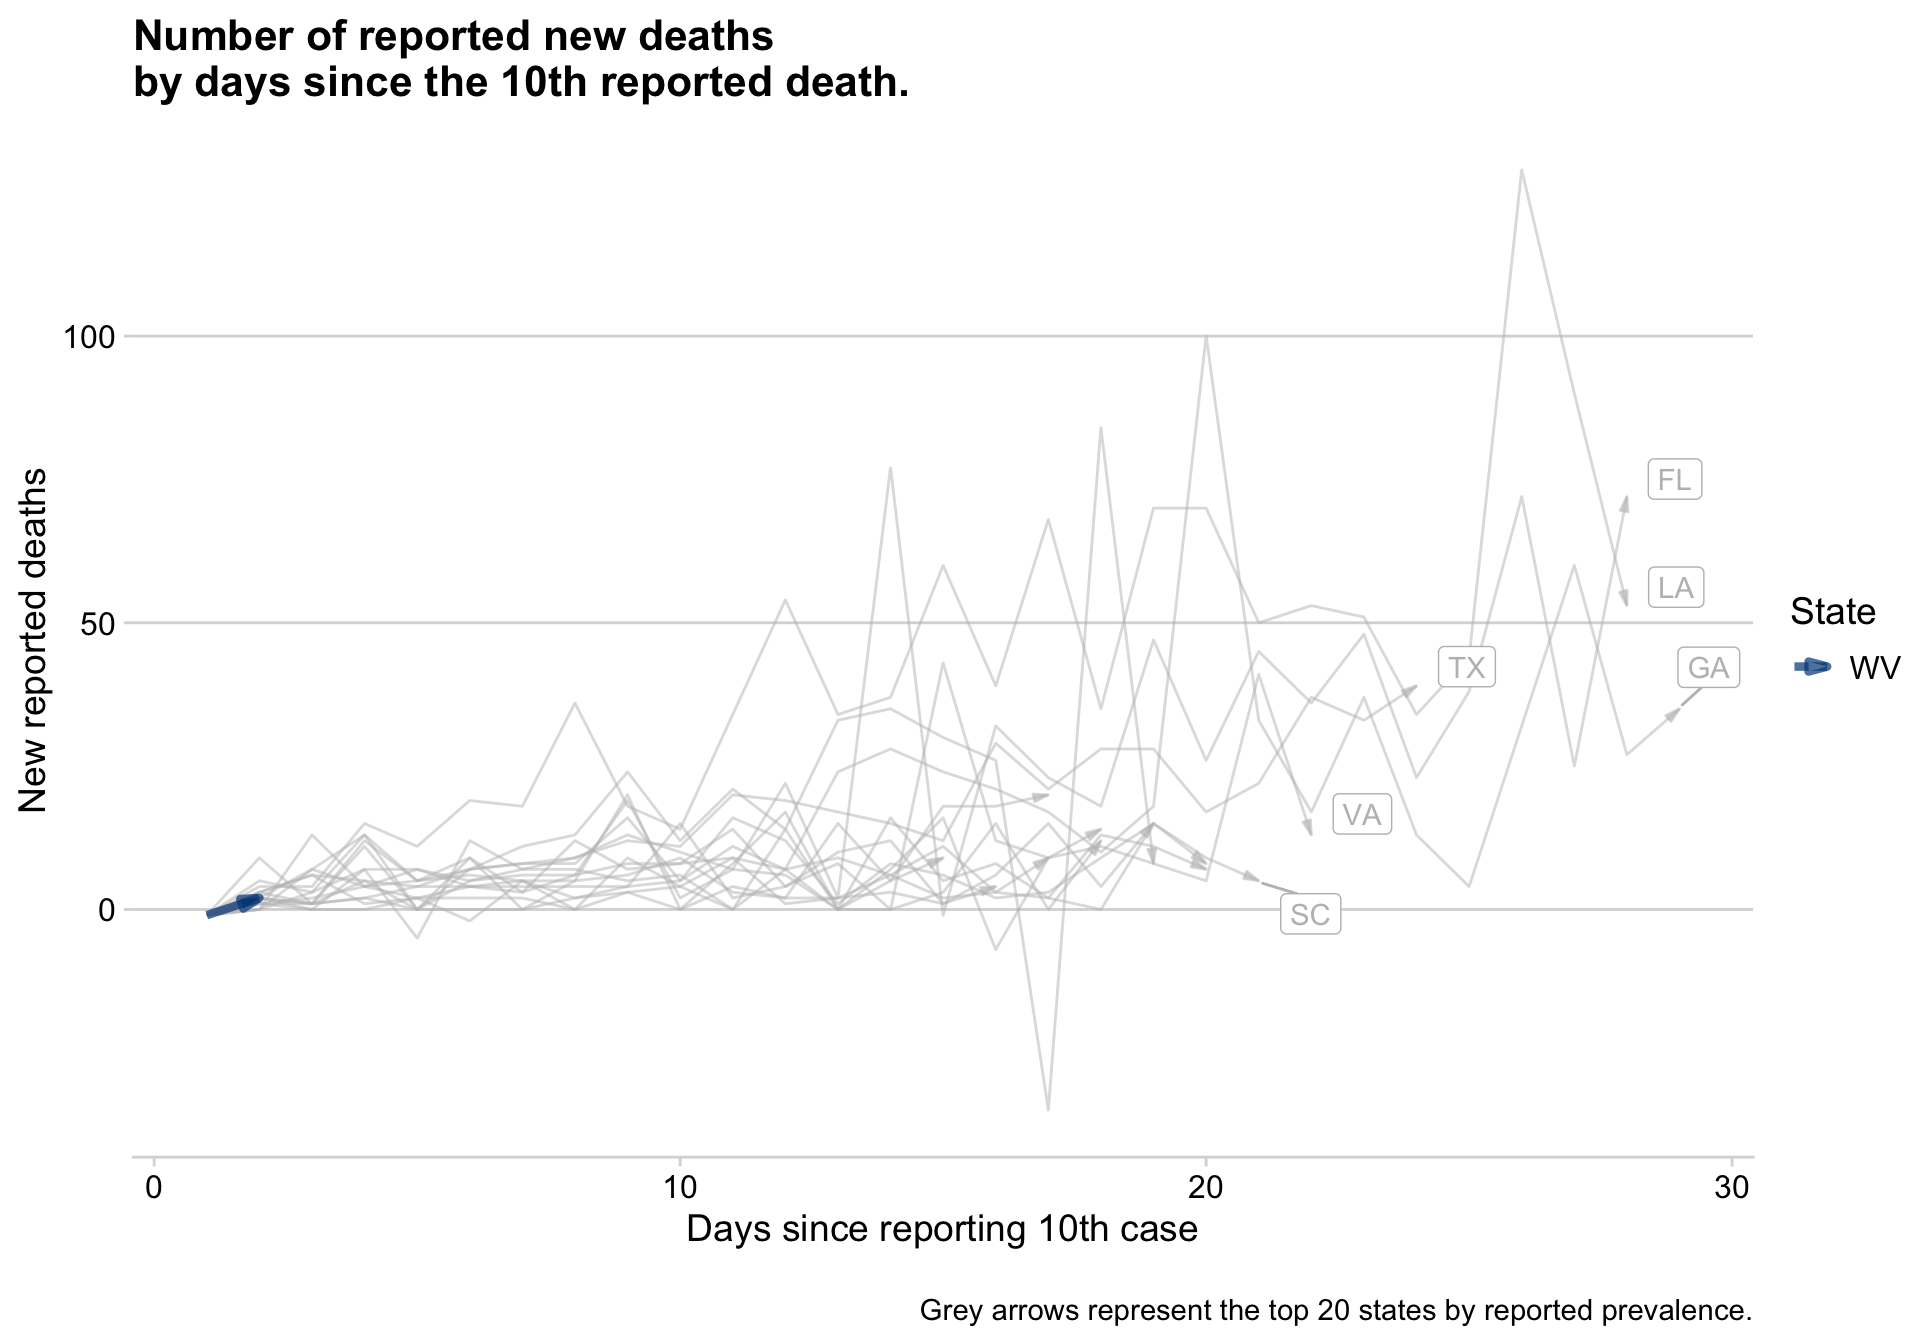 Number of reported new deaths
by days since the 10th reported death.
New reported deaths
100
50
0
FL
LA
TX
GA
VA
SC
State
WV
0
10
20
30
Days since reporting 10th case
Grey arrows represent the top 20 states by reported prevalence.